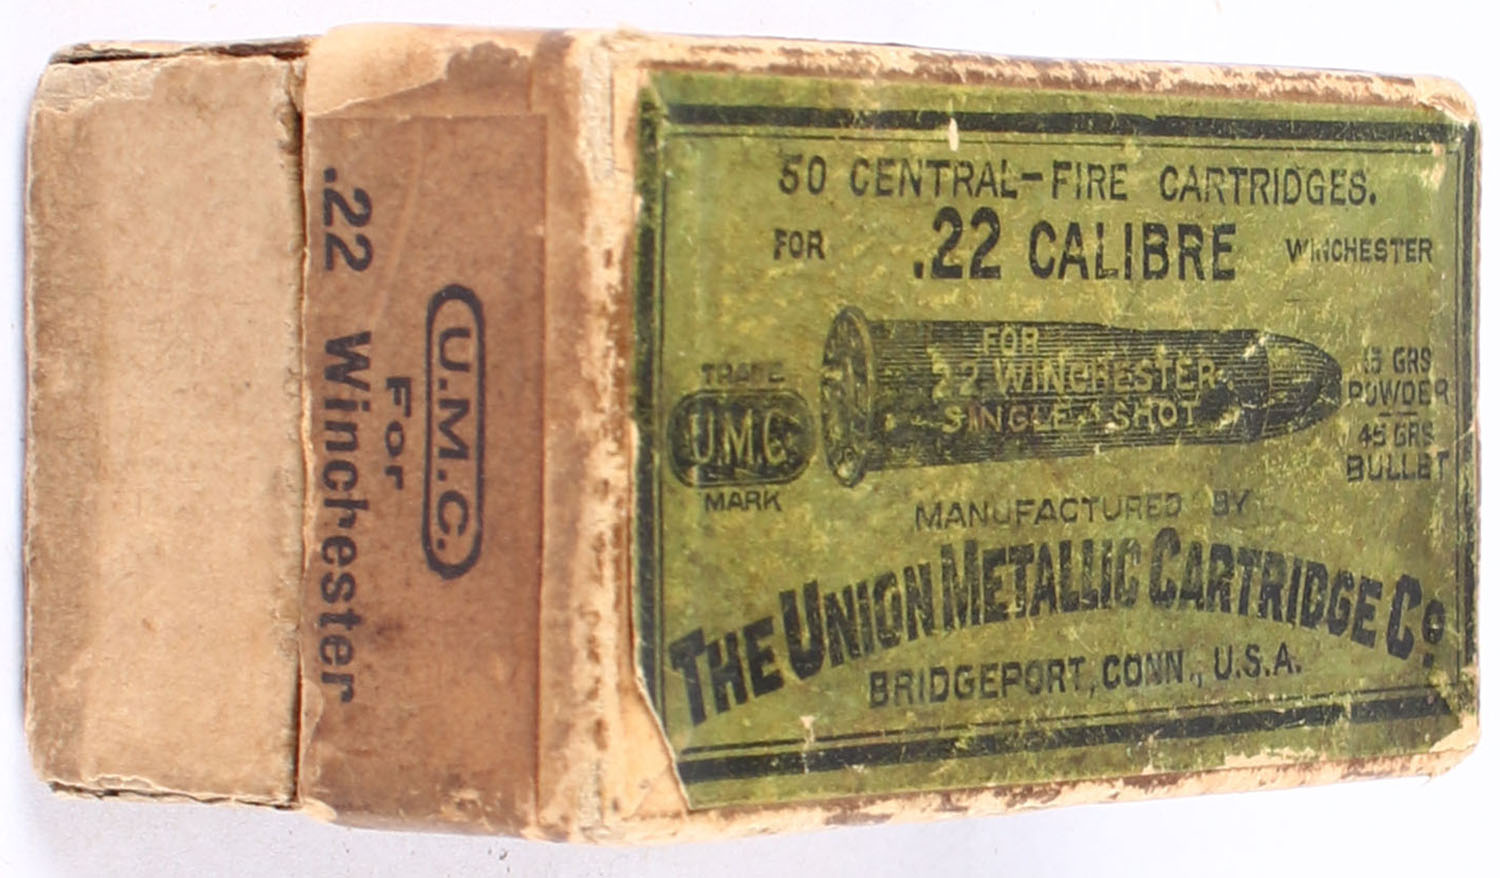 50 CENTRAL-FIRE CARTRIDGES.
FOR .22 CALIBRE WINCHESTER
FOR
22 WINCHESTER
SINGLE SHOT
TRADE
U.M.C.
MARK
GRS
POWDER
45 GRS
BULLET
MANUFACTURED BY
THE UNION METALLIC CARTRIDGE Co.
BRIDGEPORT, CONN., U.S.A.
U.M.C.
For
.22 Winchester